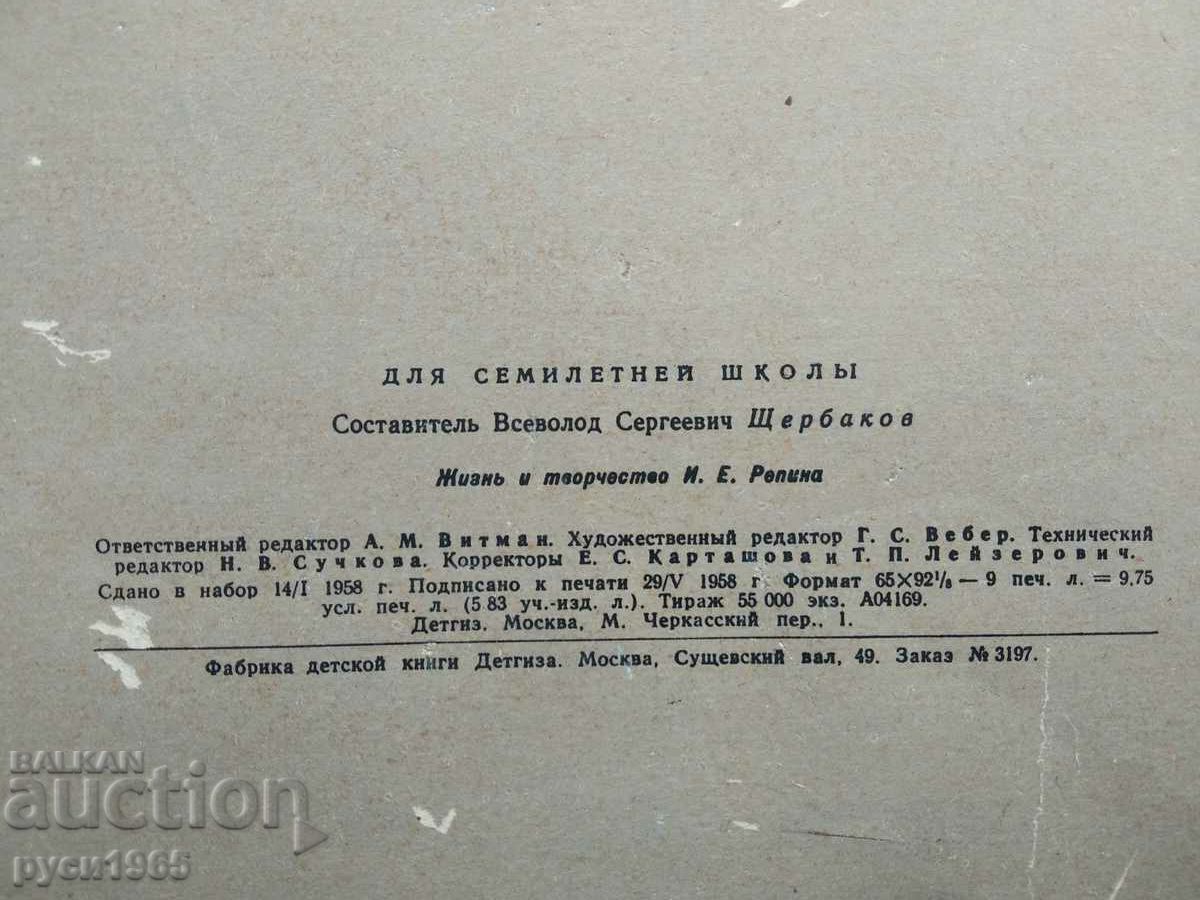 ДЛЯ СЕМИЛЕТНЕЙ ШКОЛЫ
Составитель Всеволод Сергеевич Щербаков
Жизнь и творчество И. Е. Репина
Ответственный редактор А. М. Витман. Художественный редактор Г. С. Вебер. Технический
редактор Н. В. Сучкова. Корректоры Е. С. Карташова и Т. П. Лейзерович.
Сдано в набор 14/I 1958 г. Подписано к печати 29/V 1958 г Формат 65×92⅛ — 9 печ. л. = 9,75
усл. печ. л. (5 83 уч.-изд. л.). Тираж 55 000 экз. А04169.
Детгиз. Москва, М. Черкасский пер., 1.
Фабрика детской книги Детгиза. Москва, Сущевский вал, 49. Заказ № 3197.
BALKAN
auction
руси1965